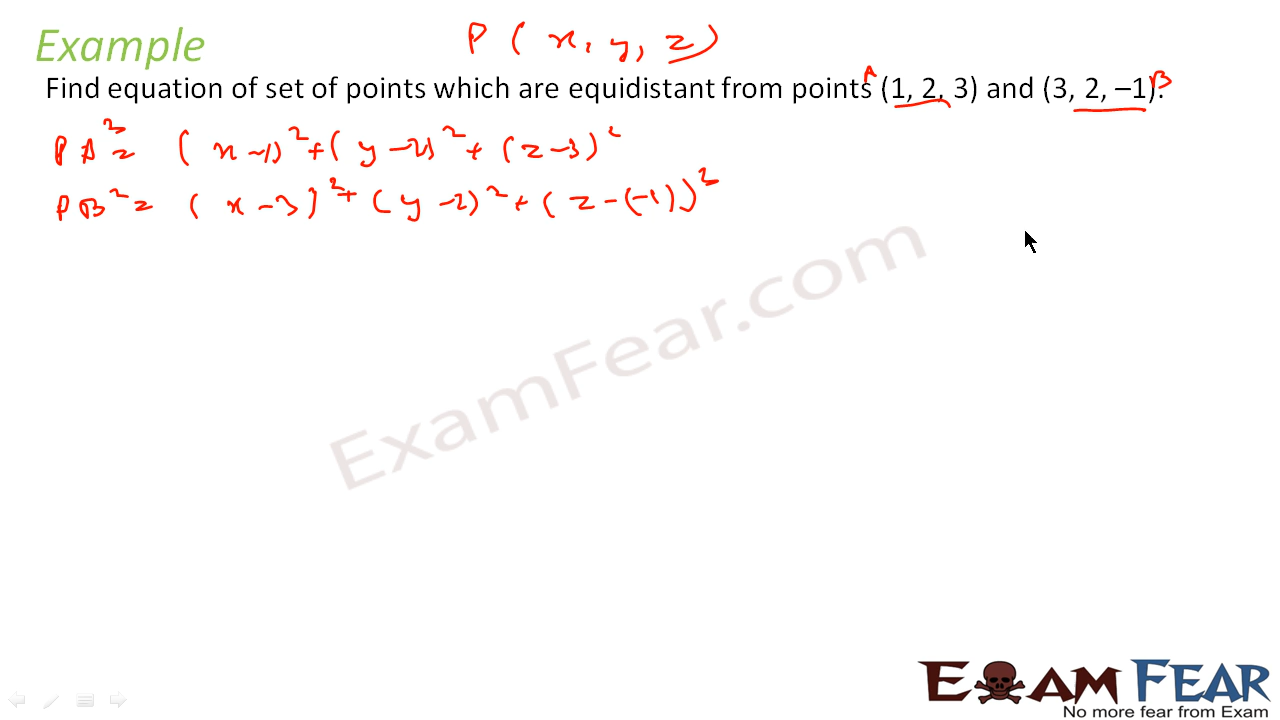 Example
P ( x, y, z )
Find equation of set of points which are equidistant from points A (1, 2, 3) and (3, 2, –1) B.
PA² = (x-1)² + (y-2)² + (z-3)²
PB² = (x-3)² + (y-2)² + (z-(-1))²
ExamFear.com
EXAM FEAR
No more fear from Exam